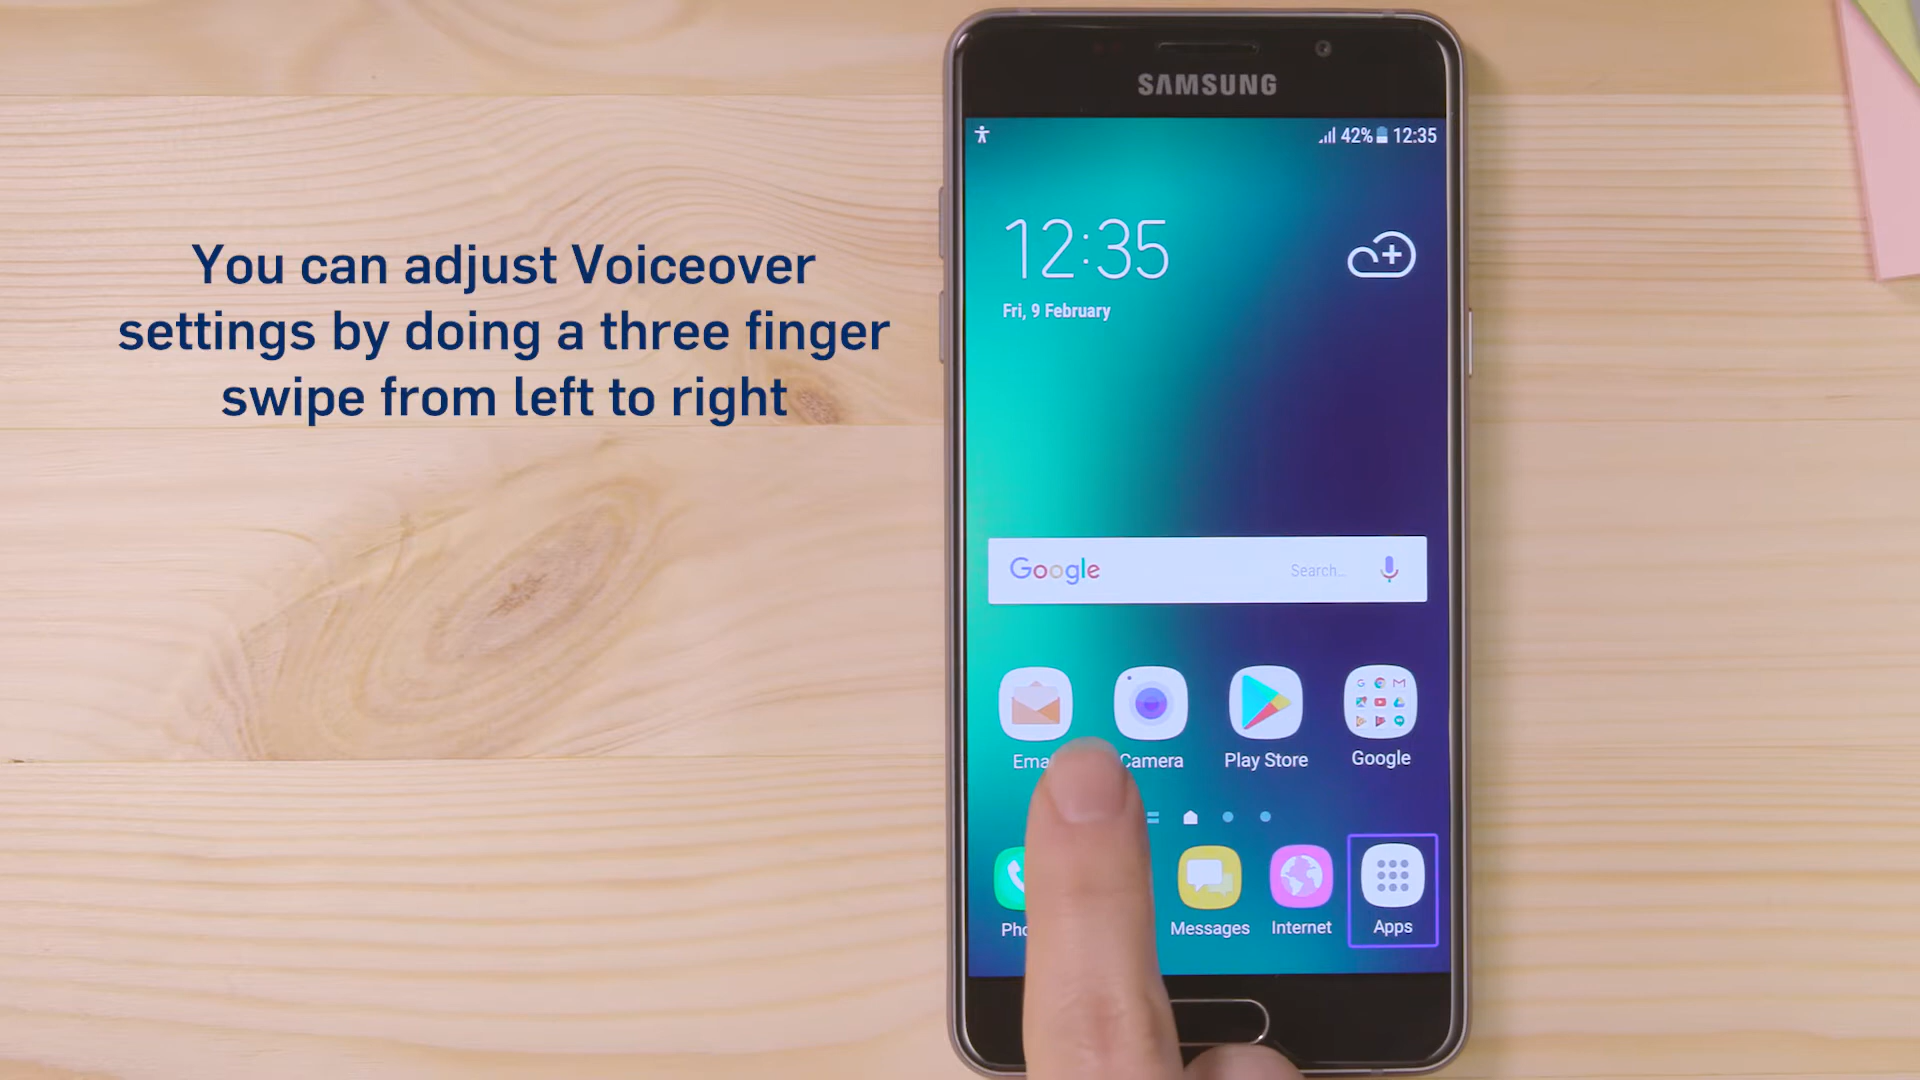 You can adjust Voiceover
settings by doing a three finger
swipe from left to right
SAMSUNG
42% 12:35
12:35
Fri, 9 February
Google Search...
Camera Play Store Google
Messages Internet Apps